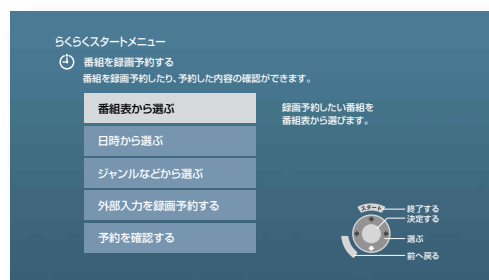 らくらくスタートメニュー
番組を録画予約する
番組を録画予約したり、予約した内容の確認ができます。
番組表から選ぶ
録画予約したい番組を
番組表から選びます。
日時から選ぶ
ジャンルなどから選ぶ
外部入力を録画予約する
予約を確認する
スタート
終了する
決定する
選ぶ
前へ戻る